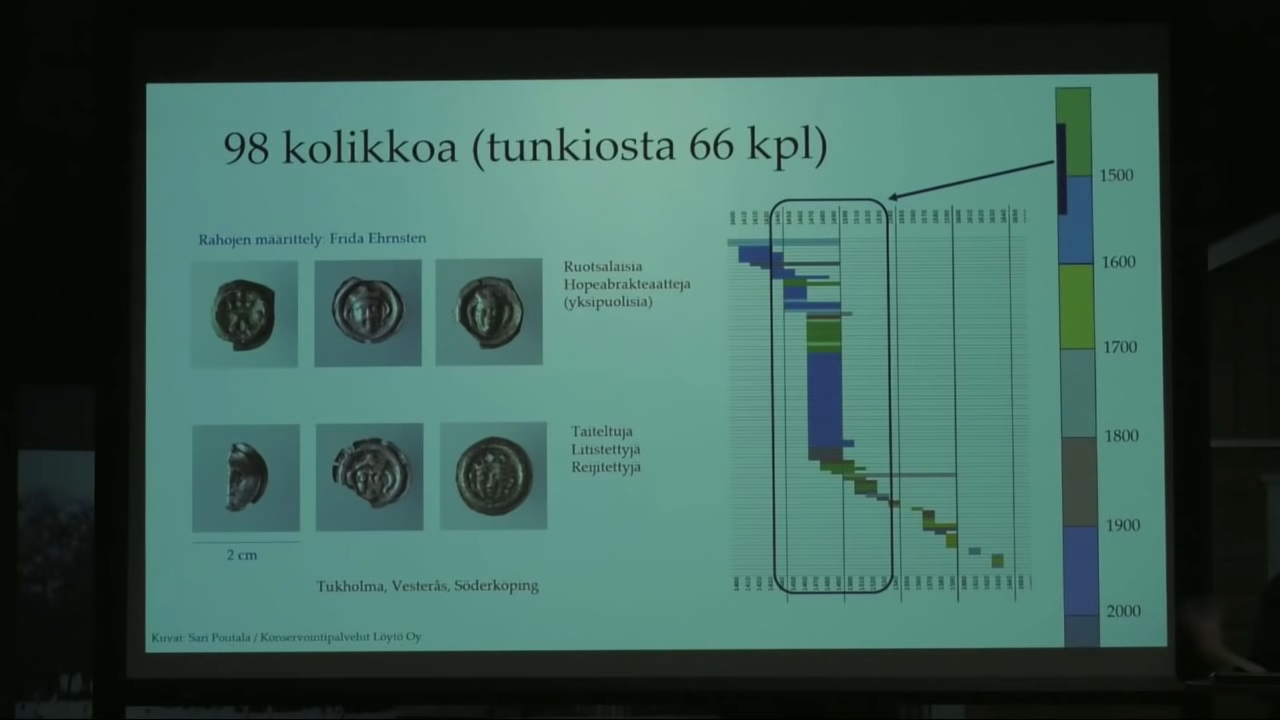 98 kolikkoa (tunkiosta 66 kpl)
Rahojen määrittely: Frida Ehrnsten
Ruotsalaisia
Hopeabrakteaatteja
(yksipuolisia)
Taiteltuja
Litistettyjä
Reijitettyjä
2 cm
Tukholma, Vesterås, Söderköping
Kuvat: Sari Poutala / Konservointipalvelut Löytö Oy
1500
1600
1700
1800
1900
2000